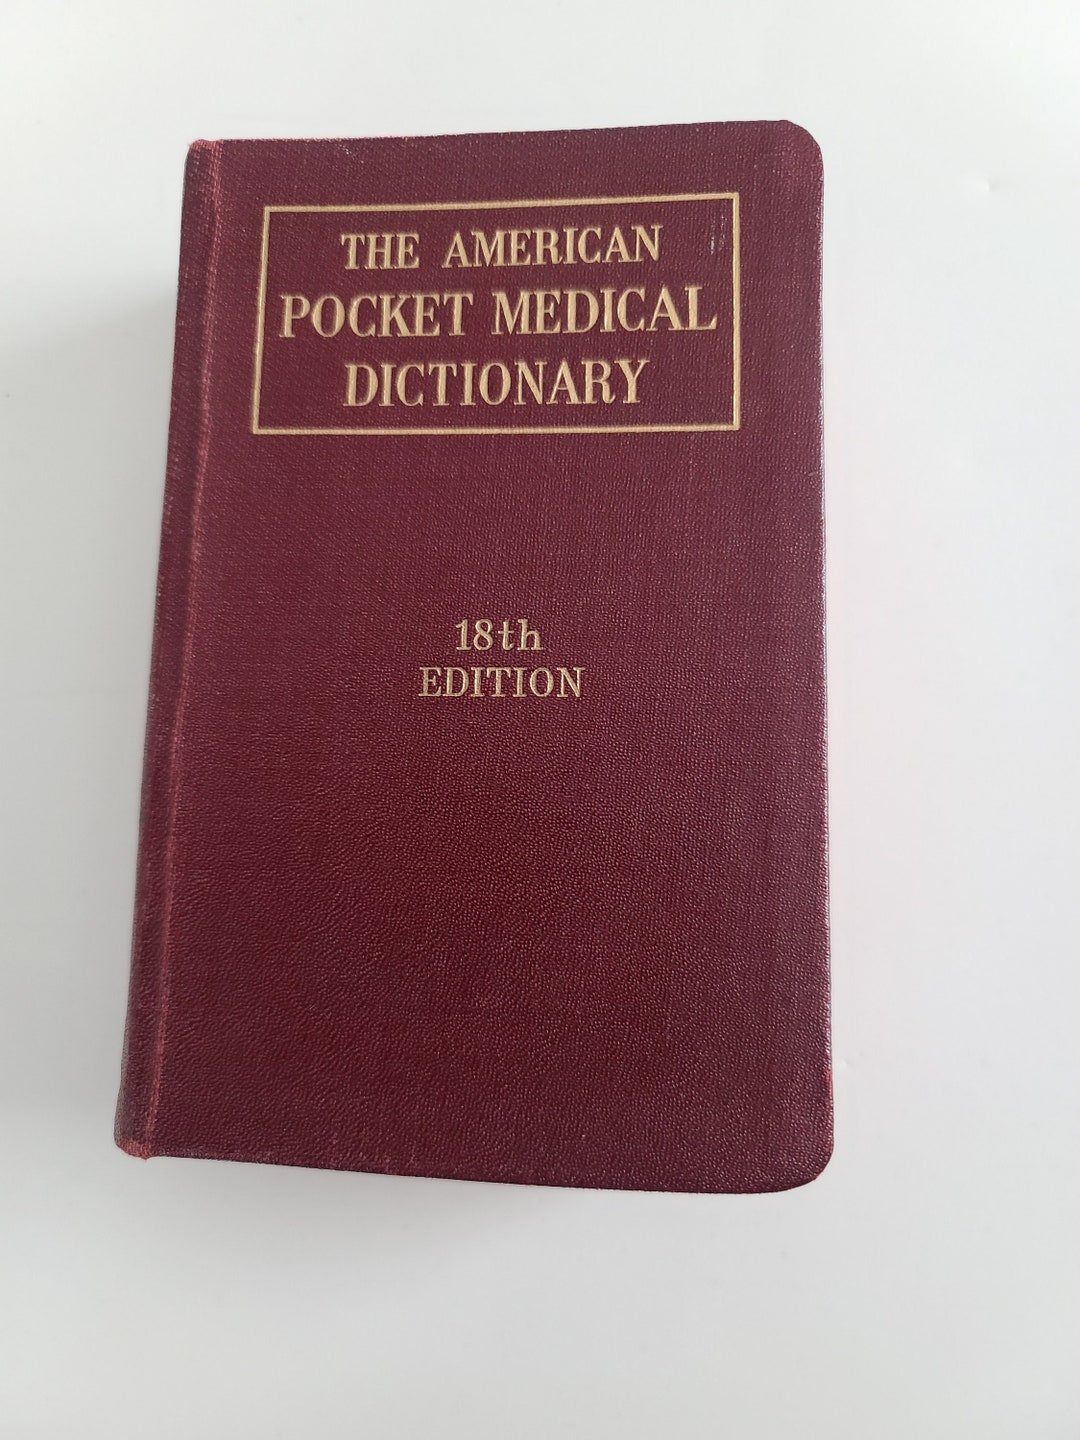 THE AMERICAN
POCKET MEDICAL
DICTIONARY
18th
EDITION